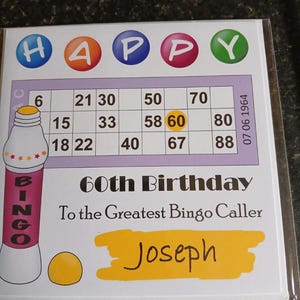 HAPPY
6 21 30 50 70
15 33 58 60 80
18 22 40 67 88
07 06 1964
BINGO
60th Birthday
To the Greatest Bingo Caller
Joseph